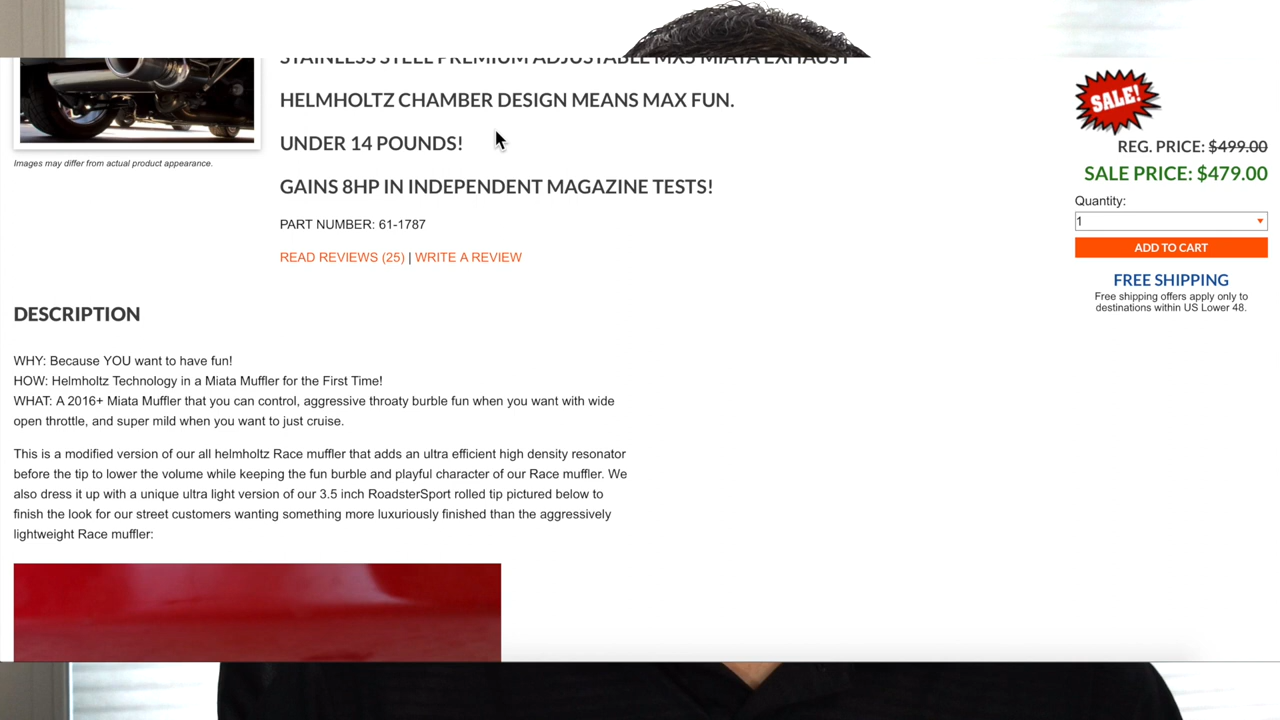 STAINLESS STEEL PREMIUM ADJUSTABLE MX5 MIATA EXHAUST
HELMHOLTZ CHAMBER DESIGN MEANS MAX FUN.
UNDER 14 POUNDS!
GAINS 8HP IN INDEPENDENT MAGAZINE TESTS!
PART NUMBER: 61-1787
READ REVIEWS (25) | WRITE A REVIEW
Images may differ from actual product appearance.
SALE!
REG. PRICE: $499.00
SALE PRICE: $479.00
Quantity:
1
ADD TO CART
FREE SHIPPING
Free shipping offers apply only to
destinations within US Lower 48.
DESCRIPTION
WHY: Because YOU want to have fun!
HOW: Helmholtz Technology in a Miata Muffler for the First Time!
WHAT: A 2016+ Miata Muffler that you can control, aggressive throaty burble fun when you want with wide
open throttle, and super mild when you want to just cruise.
This is a modified version of our all helmholtz Race muffler that adds an ultra efficient high density resonator
before the tip to lower the volume while keeping the fun burble and playful character of our Race muffler. We
also dress it up with a unique ultra light version of our 3.5 inch RoadsterSport rolled tip pictured below to
finish the look for our street customers wanting something more luxuriously finished than the aggressively
lightweight Race muffler: